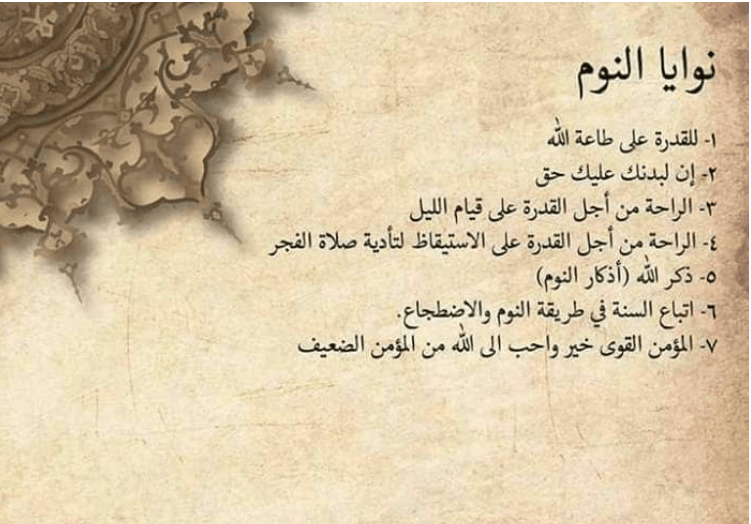 نوايا النوم
١- للقدرة على طاعة الله
٢- إن لبدنك عليك حق
٣- الراحة من أجل القدرة على قيام الليل
٤- الراحة من أجل القدرة على الاستيقاظ لتأدية صلاة الفجر
٥- ذكر الله (أذكار النوم)
٦- اتباع السنة في طريقة النوم والاضطجاع.
٧- المؤمن القوى خير واحب الى الله من المؤمن الضعيف